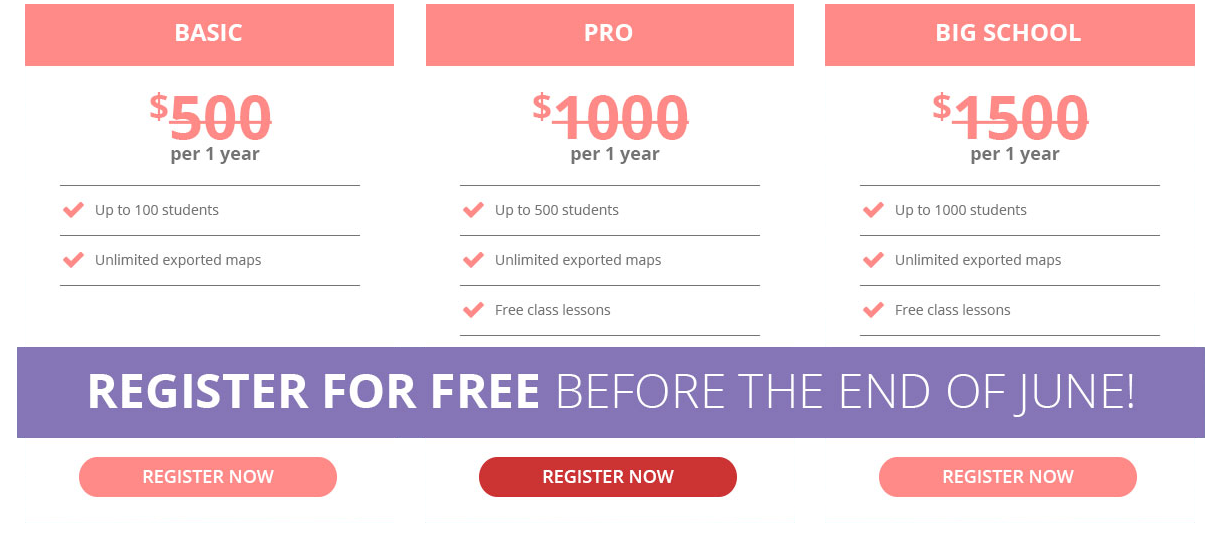 BASIC
$500
per 1 year
Up to 100 students
Unlimited exported maps
PRO
$1000
per 1 year
Up to 500 students
Unlimited exported maps
Free class lessons
BIG SCHOOL
$1500
per 1 year
Up to 1000 students
Unlimited exported maps
Free class lessons
REGISTER FOR FREE BEFORE THE END OF JUNE!
REGISTER NOW
REGISTER NOW
REGISTER NOW